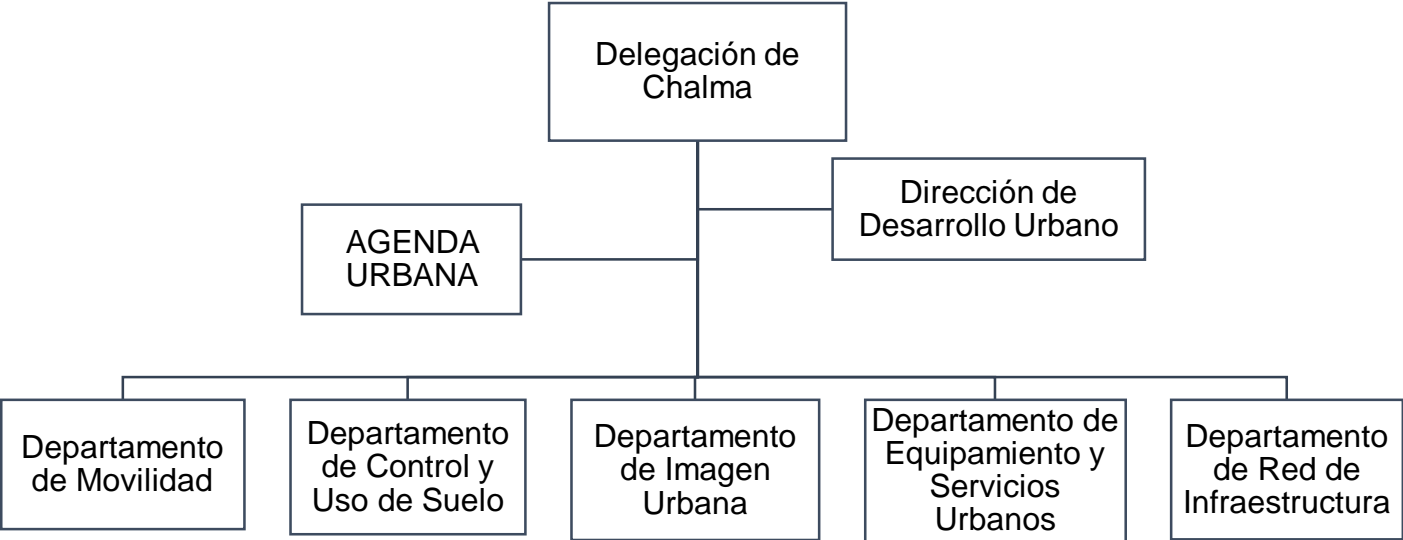 Delegación de
Chalma
Dirección de
Desarrollo Urbano
AGENDA
URBANA
Departamento
de Movilidad
Departamento
de Control y
Uso de Suelo
Departamento
de Imagen
Urbana
Departamento de
Equipamiento y
Servicios
Urbanos
Departamento
de Red de
Infraestructura